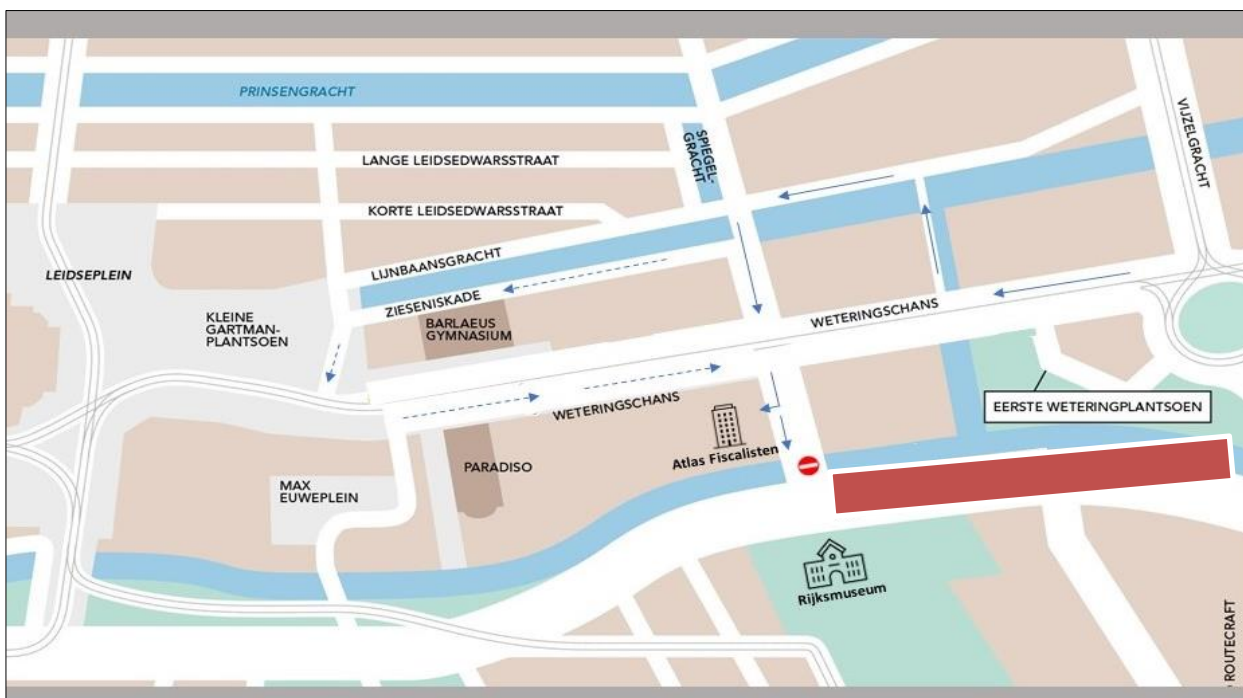 PRINSENGRACHT
SPIEGEL-
GRACHT
VIJZELGRACHT
LANGE LEIDSEDWARSSTRAAT
KORTE LEIDSEDWARSSTRAAT
LEIDSEPLEIN
LIJNBAANSGRACHT
ZIESENISKADE
KLEINE
GARTMAN-
PLANTSOEN
BARLAEUS
GYMNASIUM
WETERINGSCHANS
WETERINGSCHANS
EERSTE WETERINGPLANTSOEN
Atlas Fiscalisten
PARADISO
MAX
EUWEPLEIN
Rijksmuseum
ROUTECRAFT